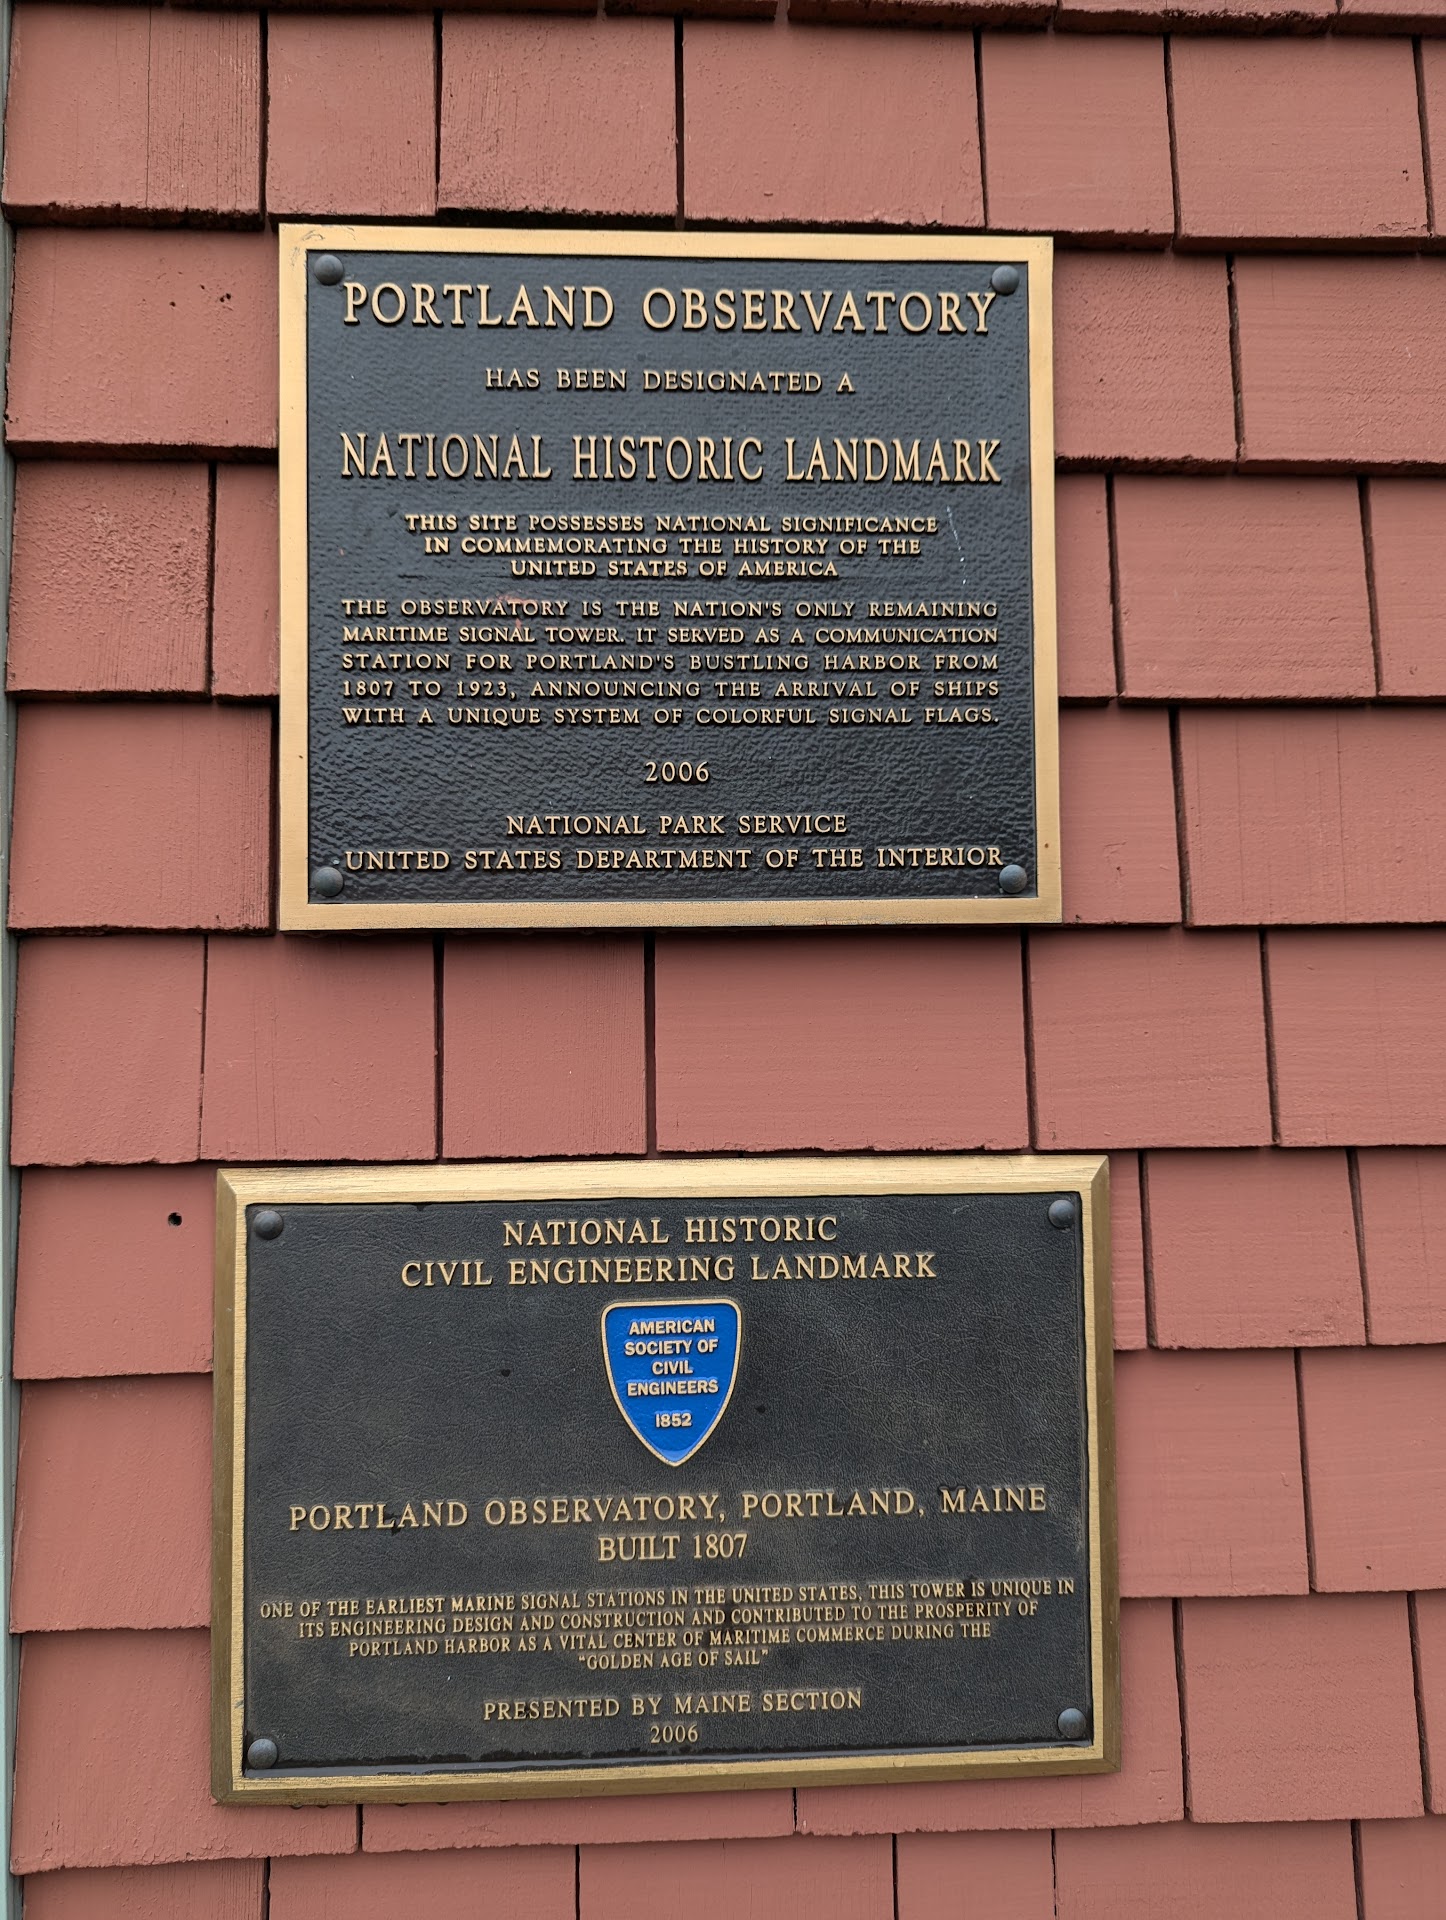 PORTLAND OBSERVATORY
HAS BEEN DESIGNATED A
NATIONAL HISTORIC LANDMARK
THIS SITE POSSESSES NATIONAL SIGNIFICANCE
IN COMMEMORATING THE HISTORY OF THE
UNITED STATES OF AMERICA
THE OBSERVATORY IS THE NATION'S ONLY REMAINING
MARITIME SIGNAL TOWER. IT SERVED AS A COMMUNICATION
STATION FOR PORTLAND'S BUSTLING HARBOR FROM
1807 TO 1923, ANNOUNCING THE ARRIVAL OF SHIPS
WITH A UNIQUE SYSTEM OF COLORFUL SIGNAL FLAGS.
2006
NATIONAL PARK SERVICE
UNITED STATES DEPARTMENT OF THE INTERIOR
NATIONAL HISTORIC
CIVIL ENGINEERING LANDMARK
AMERICAN
SOCIETY OF
CIVIL
ENGINEERS
1852
PORTLAND OBSERVATORY, PORTLAND, MAINE
BUILT 1807
ONE OF THE EARLIEST MARINE SIGNAL STATIONS IN THE UNITED STATES, THIS TOWER IS UNIQUE IN
ITS ENGINEERING DESIGN AND CONSTRUCTION AND CONTRIBUTED TO THE PROSPERITY OF
PORTLAND HARBOR AS A VITAL CENTER OF MARITIME COMMERCE DURING THE
"GOLDEN AGE OF SAIL"
PRESENTED BY MAINE SECTION
2006